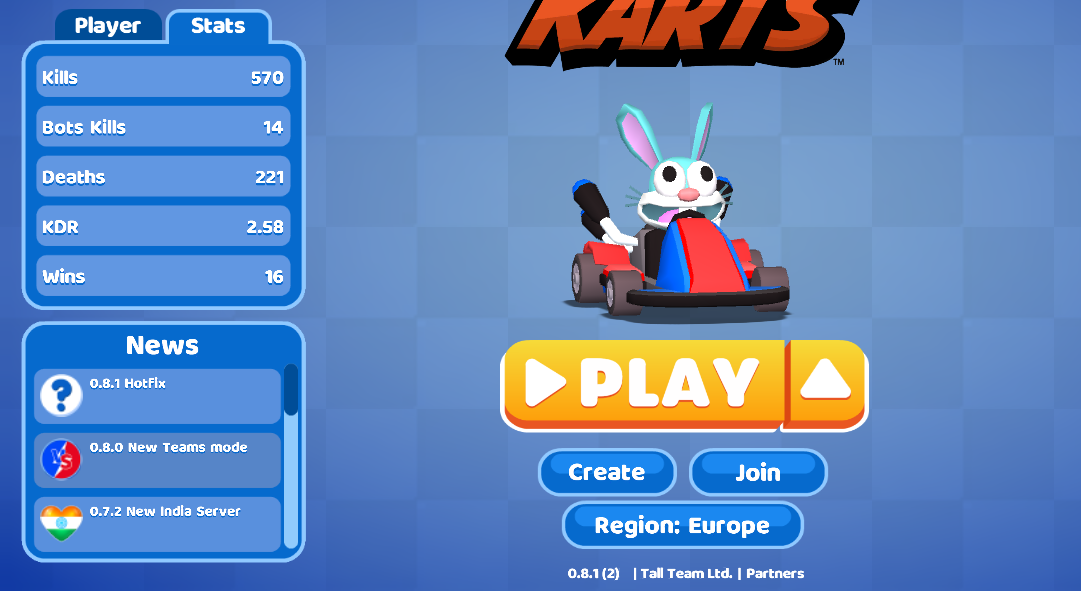 Player Stats
Kills 570
Bots Kills 14
Deaths 221
KDR 2.58
Wins 16
News
0.8.1 Hotfix
0.8.0 New Teams mode
VS
0.7.2 New India Server
KARTS
TM
PLAY
Create Join
Region: Europe
0.8.1 (2) | Tall Team Ltd. | Partners